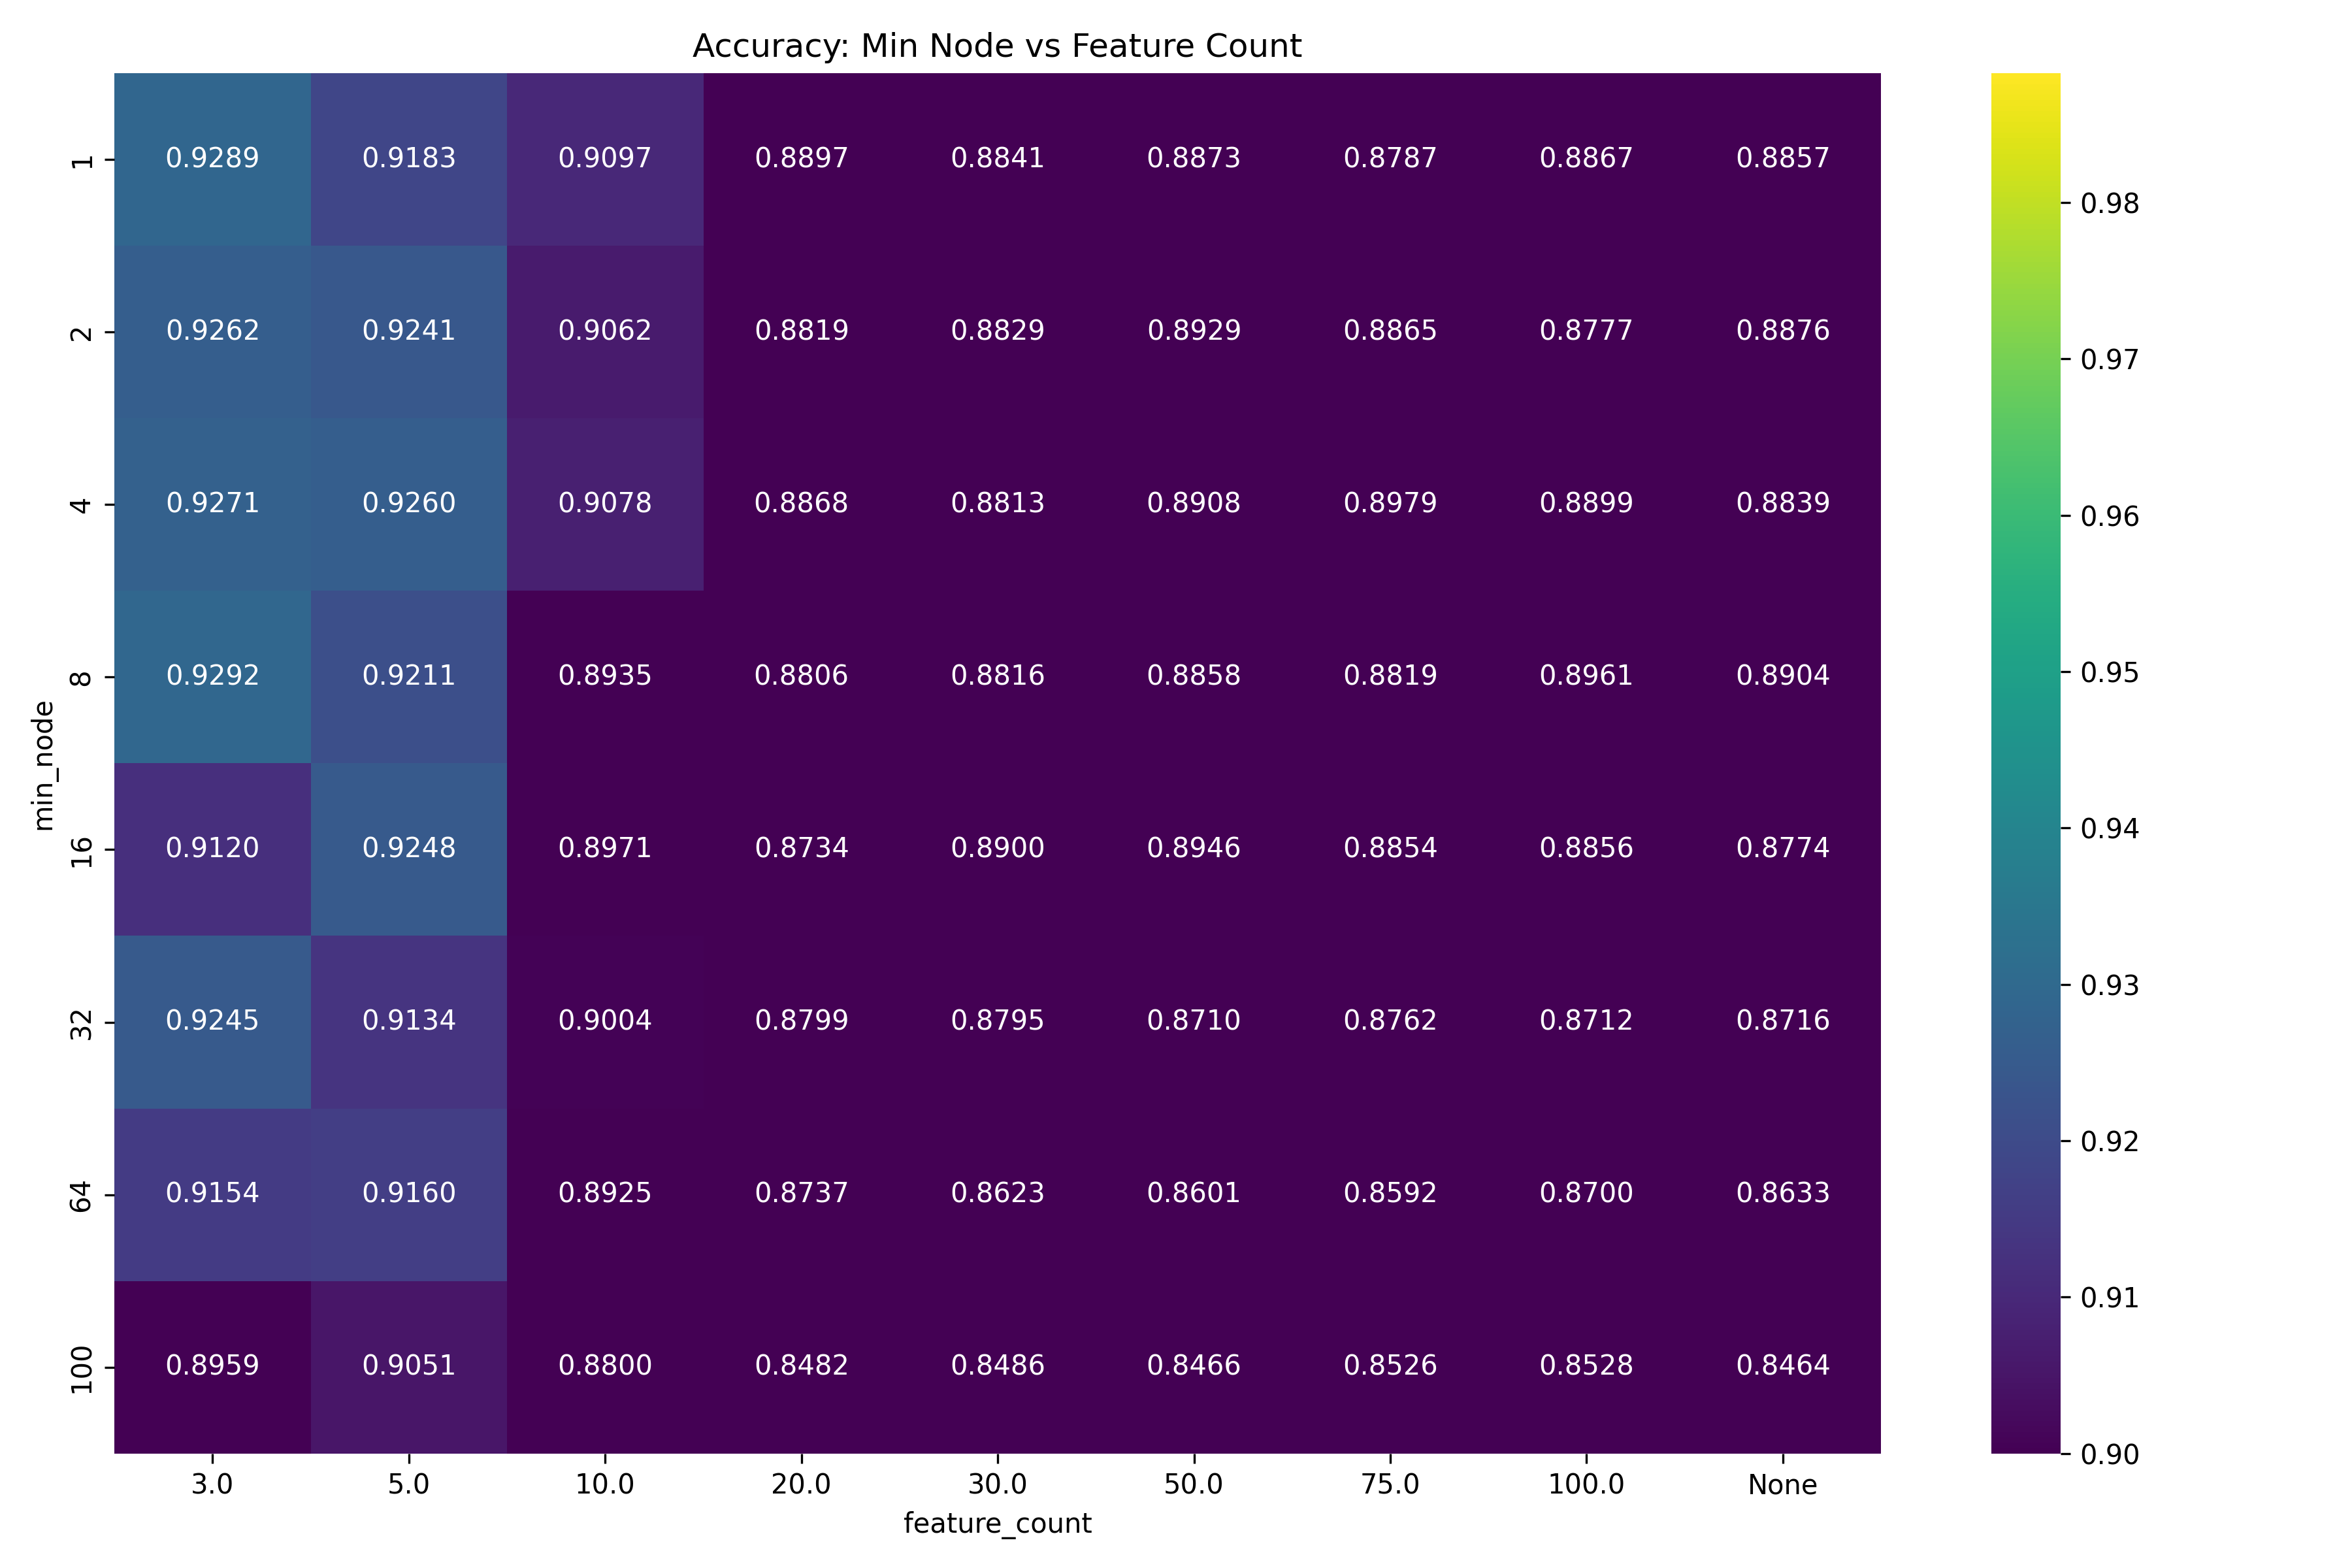 Accuracy: Min Node vs Feature Count
1 0.9289 0.9183 0.9097 0.8897 0.8841 0.8873 0.8787 0.8867 0.8857
2 0.9262 0.9241 0.9062 0.8819 0.8829 0.8929 0.8865 0.8777 0.8876
4 0.9271 0.9260 0.9078 0.8868 0.8813 0.8908 0.8979 0.8899 0.8839
8 0.9292 0.9211 0.8935 0.8806 0.8816 0.8858 0.8819 0.8961 0.8904
16 0.9120 0.9248 0.8971 0.8734 0.8900 0.8946 0.8854 0.8856 0.8774
32 0.9245 0.9134 0.9004 0.8799 0.8795 0.8710 0.8762 0.8712 0.8716
64 0.9154 0.9160 0.8925 0.8737 0.8623 0.8601 0.8592 0.8700 0.8633
100 0.8959 0.9051 0.8800 0.8482 0.8486 0.8466 0.8526 0.8528 0.8464
min_node
3.0 5.0 10.0 20.0 30.0 50.0 75.0 100.0 None
feature_count
0.98
0.97
0.96
0.95
0.94
0.93
0.92
0.91
0.90